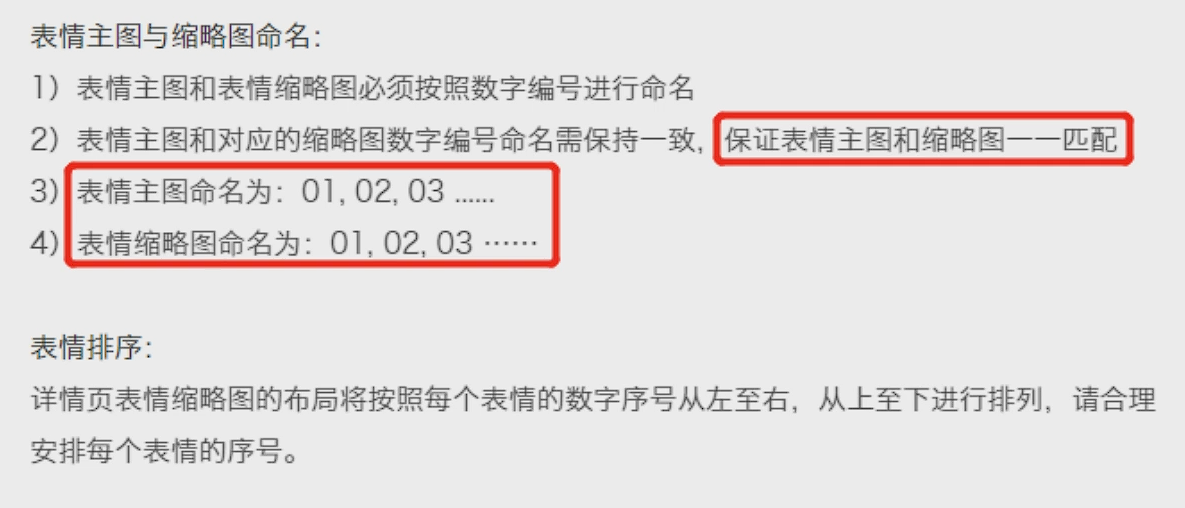 表情主图与缩略图命名：
1）表情主图和表情缩略图必须按照数字编号进行命名
2）表情主图和对应的缩略图数字编号命名需保持一致，保证表情主图和缩略图一一匹配
3）表情主图命名为：01, 02, 03 ......
4）表情缩略图命名为：01, 02, 03 ……
表情排序：
详情页表情缩略图的布局将按照每个表情的数字序号从左至右，从上至下进行排列，请合理
安排每个表情的序号。